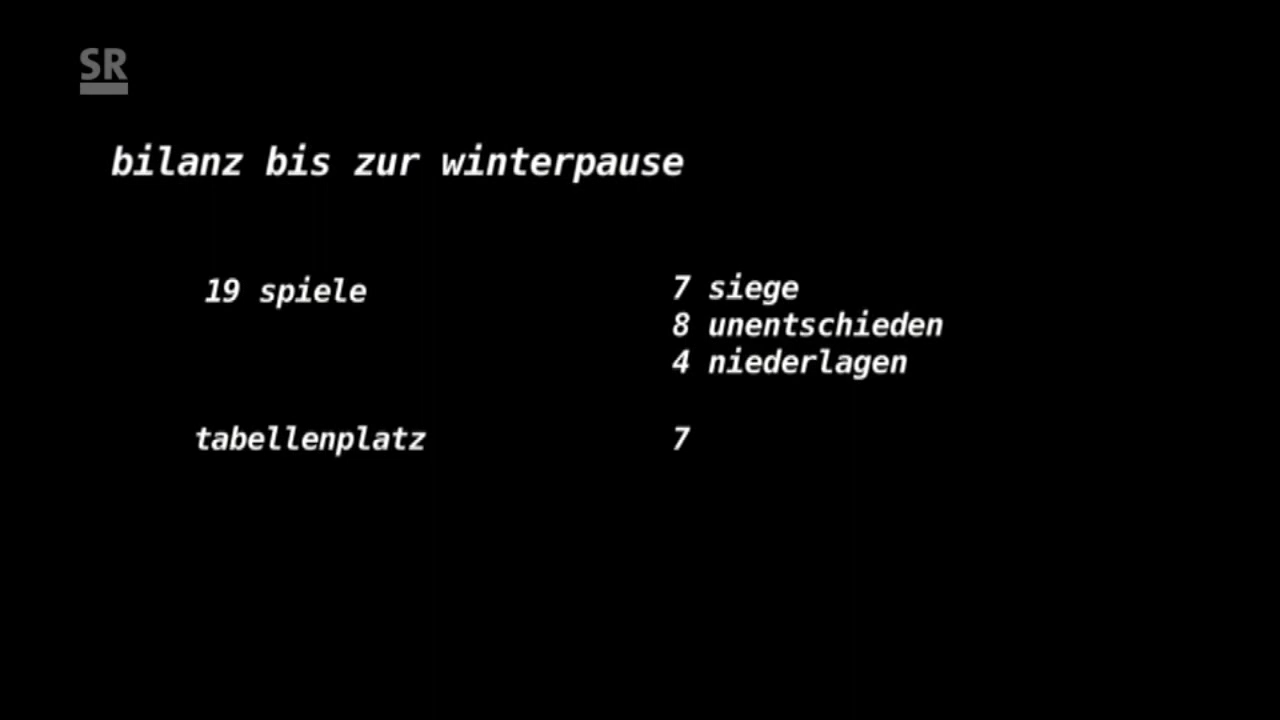 SR
bilanz bis zur winterpause
19 spiele
7 siege
8 unentschieden
4 niederlagen
tabellenplatz 7